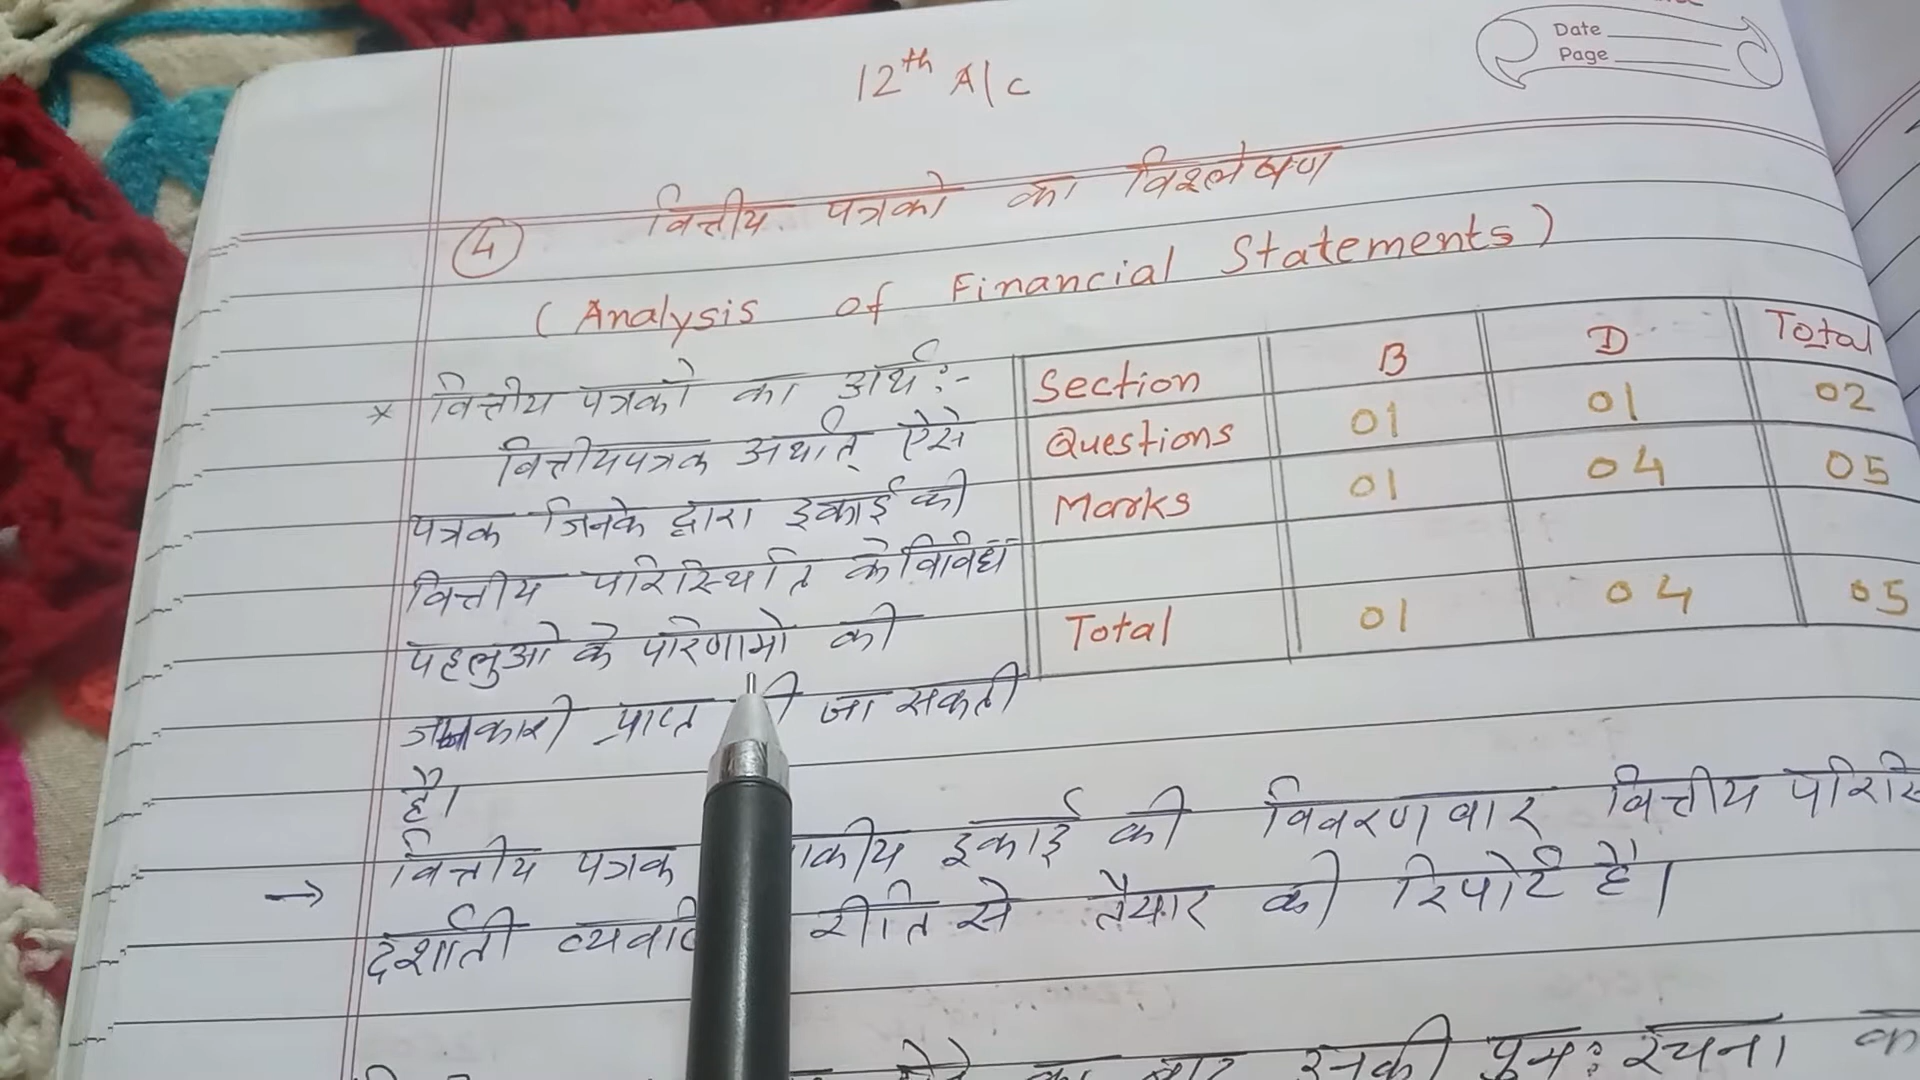 Date
Page
12th A/c
④ वित्तीय पत्रको का विश्लेषण
(Analysis of Financial Statements)
* वित्तीय पत्रको का अर्थ :-
वित्तीयपत्रक अर्थात् ऐसे
पत्रक जिनके द्वारा इकाई की
वित्तीय परिस्थिति के विविध
पहलुओ के परिणामो की
जानकारी प्राप्त जा सकती
है।
Section B D Total
Questions 01 01 02
Marks 01 04 05
Total 01 04 05
→ वित्तीय पत्रक इकाई की विवरणवार वित्तीय
दर्शाती रीति से तैयार की रिपोर्ट है।
का बाद उनकी पुनः रचना